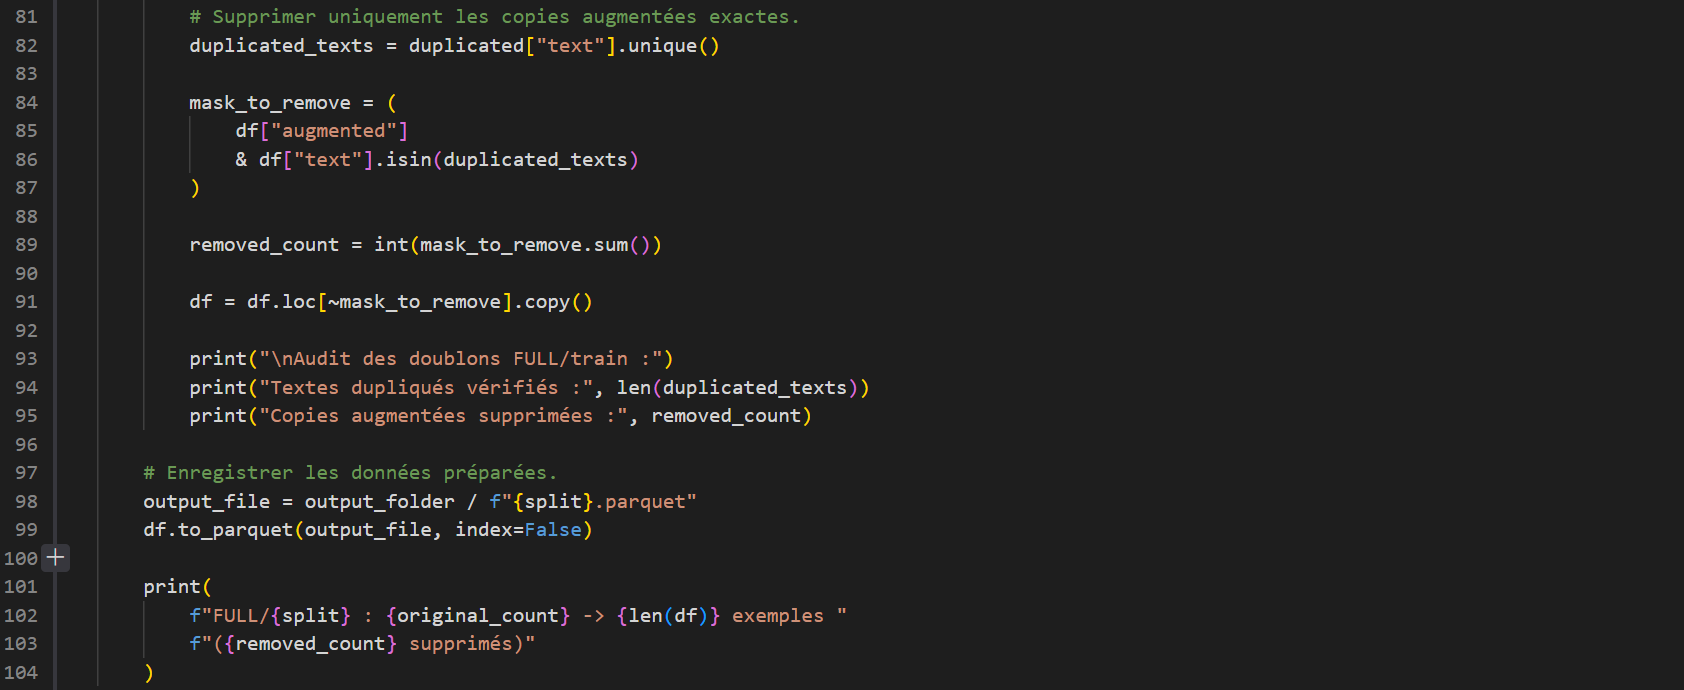 81 # Supprimer uniquement les copies augmentées exactes.
82 duplicated_texts = duplicated["text"].unique()
83
84 mask_to_remove = (
85 df["augmented"]
86 & df["text"].isin(duplicated_texts)
87 )
88
89 removed_count = int(mask_to_remove.sum())
90
91 df = df.loc[~mask_to_remove].copy()
92
93 print("\nAudit des doublons FULL/train :")
94 print("Textes dupliqués vérifiés :", len(duplicated_texts))
95 print("Copies augmentées supprimées :", removed_count)
96
97 # Enregistrer les données préparées.
98 output_file = output_folder / f"{split}.parquet"
99 df.to_parquet(output_file, index=False)
100
101 print(
102 f"FULL/{split} : {original_count} -> {len(df)} exemples "
103 f"({removed_count} supprimés)"
104 )